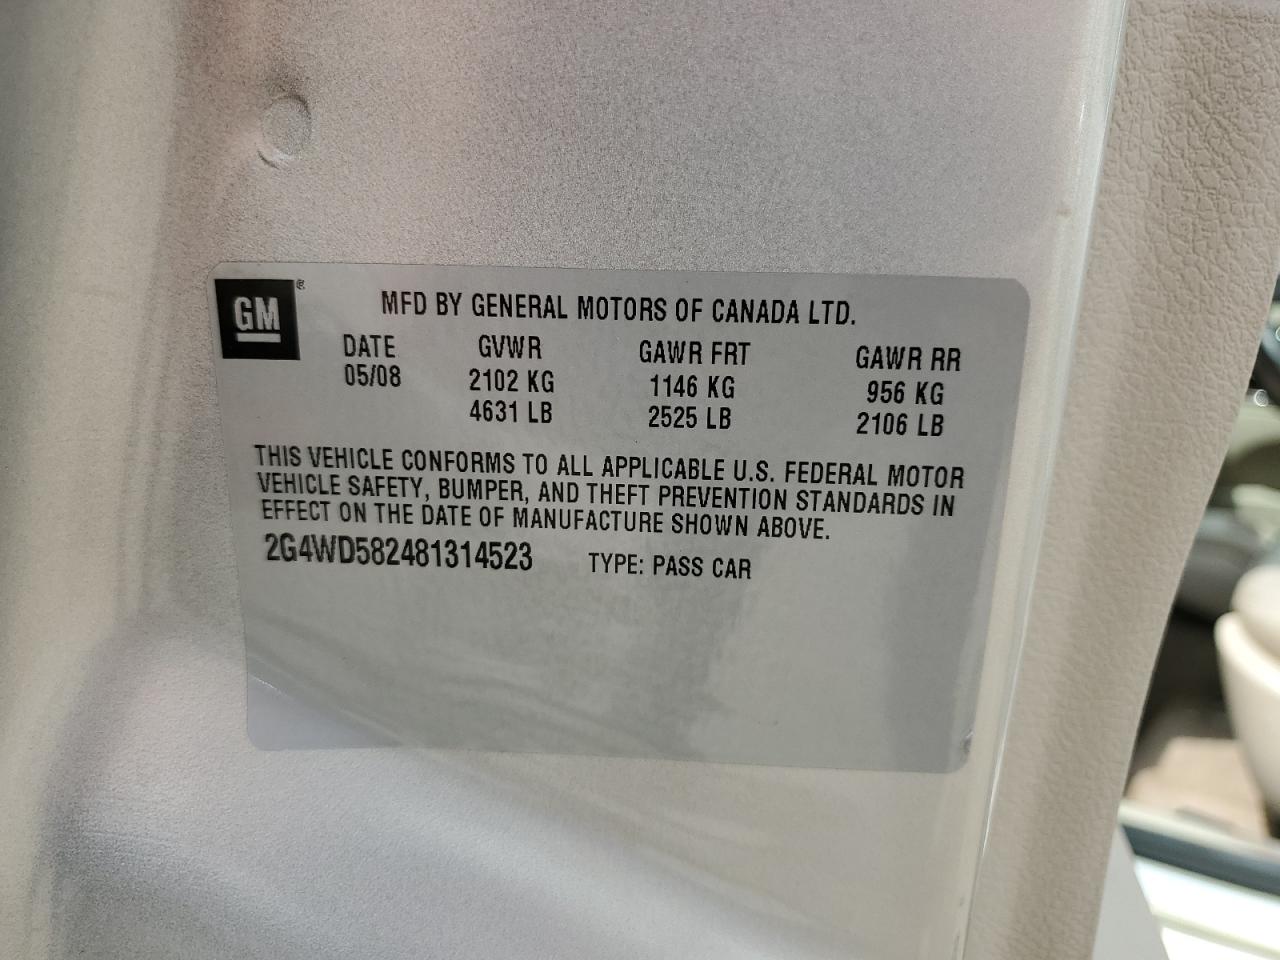 GM®
MFD BY GENERAL MOTORS OF CANADA LTD.
DATE GVWR GAWR FRT GAWR RR
05/08 2102 KG 1146 KG 956 KG
4631 LB 2525 LB 2106 LB
THIS VEHICLE CONFORMS TO ALL APPLICABLE U.S. FEDERAL MOTOR
VEHICLE SAFETY, BUMPER, AND THEFT PREVENTION STANDARDS IN
EFFECT ON THE DATE OF MANUFACTURE SHOWN ABOVE.
2G4WD582481314523 TYPE: PASS CAR